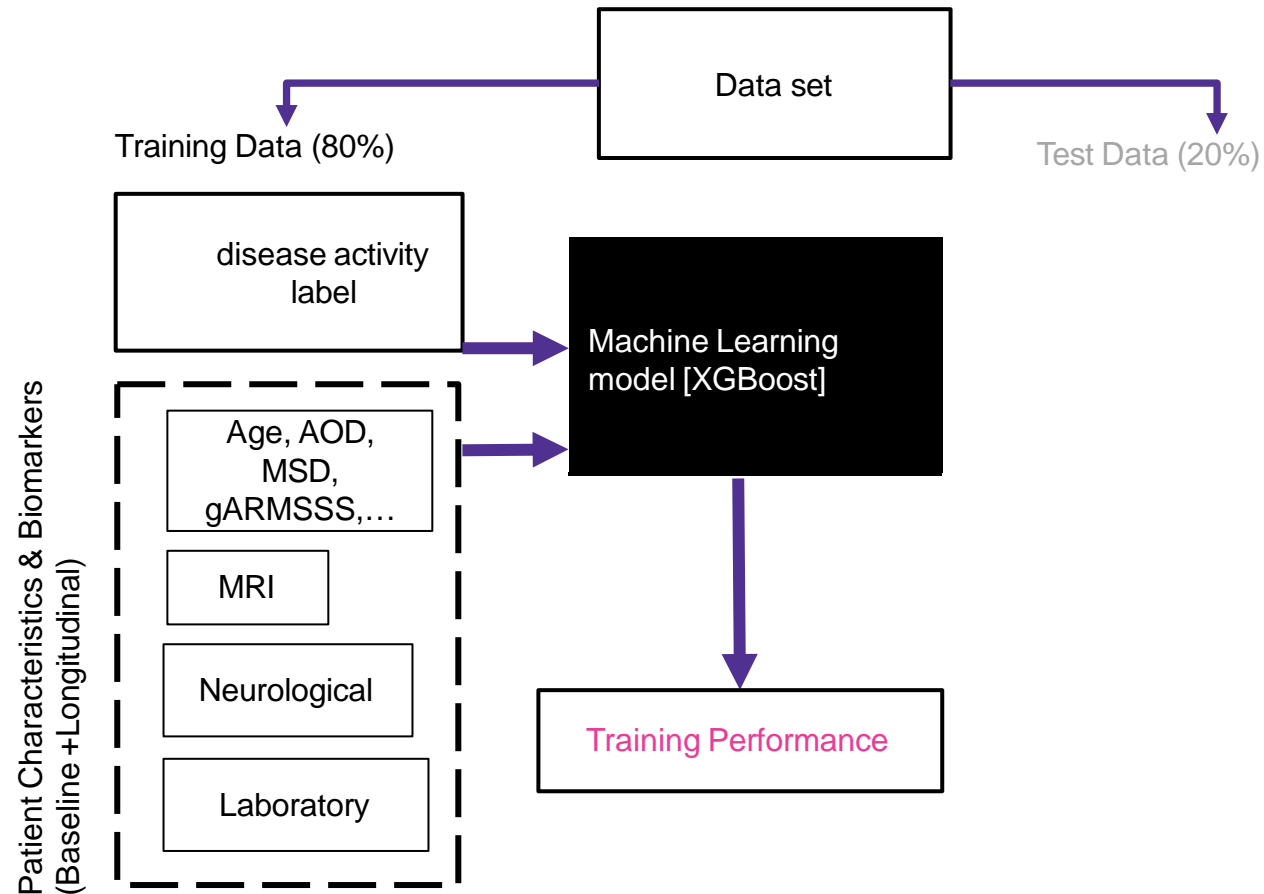 Data set
Training Data (80%)
Test Data (20%)
disease activity
label
Machine Learning
model [XGBoost]
Patient Characteristics & Biomarkers
(Baseline +Longitudinal)
Age, AOD,
MSD,
gARMSSS,…
MRI
Neurological
Laboratory
Training Performance